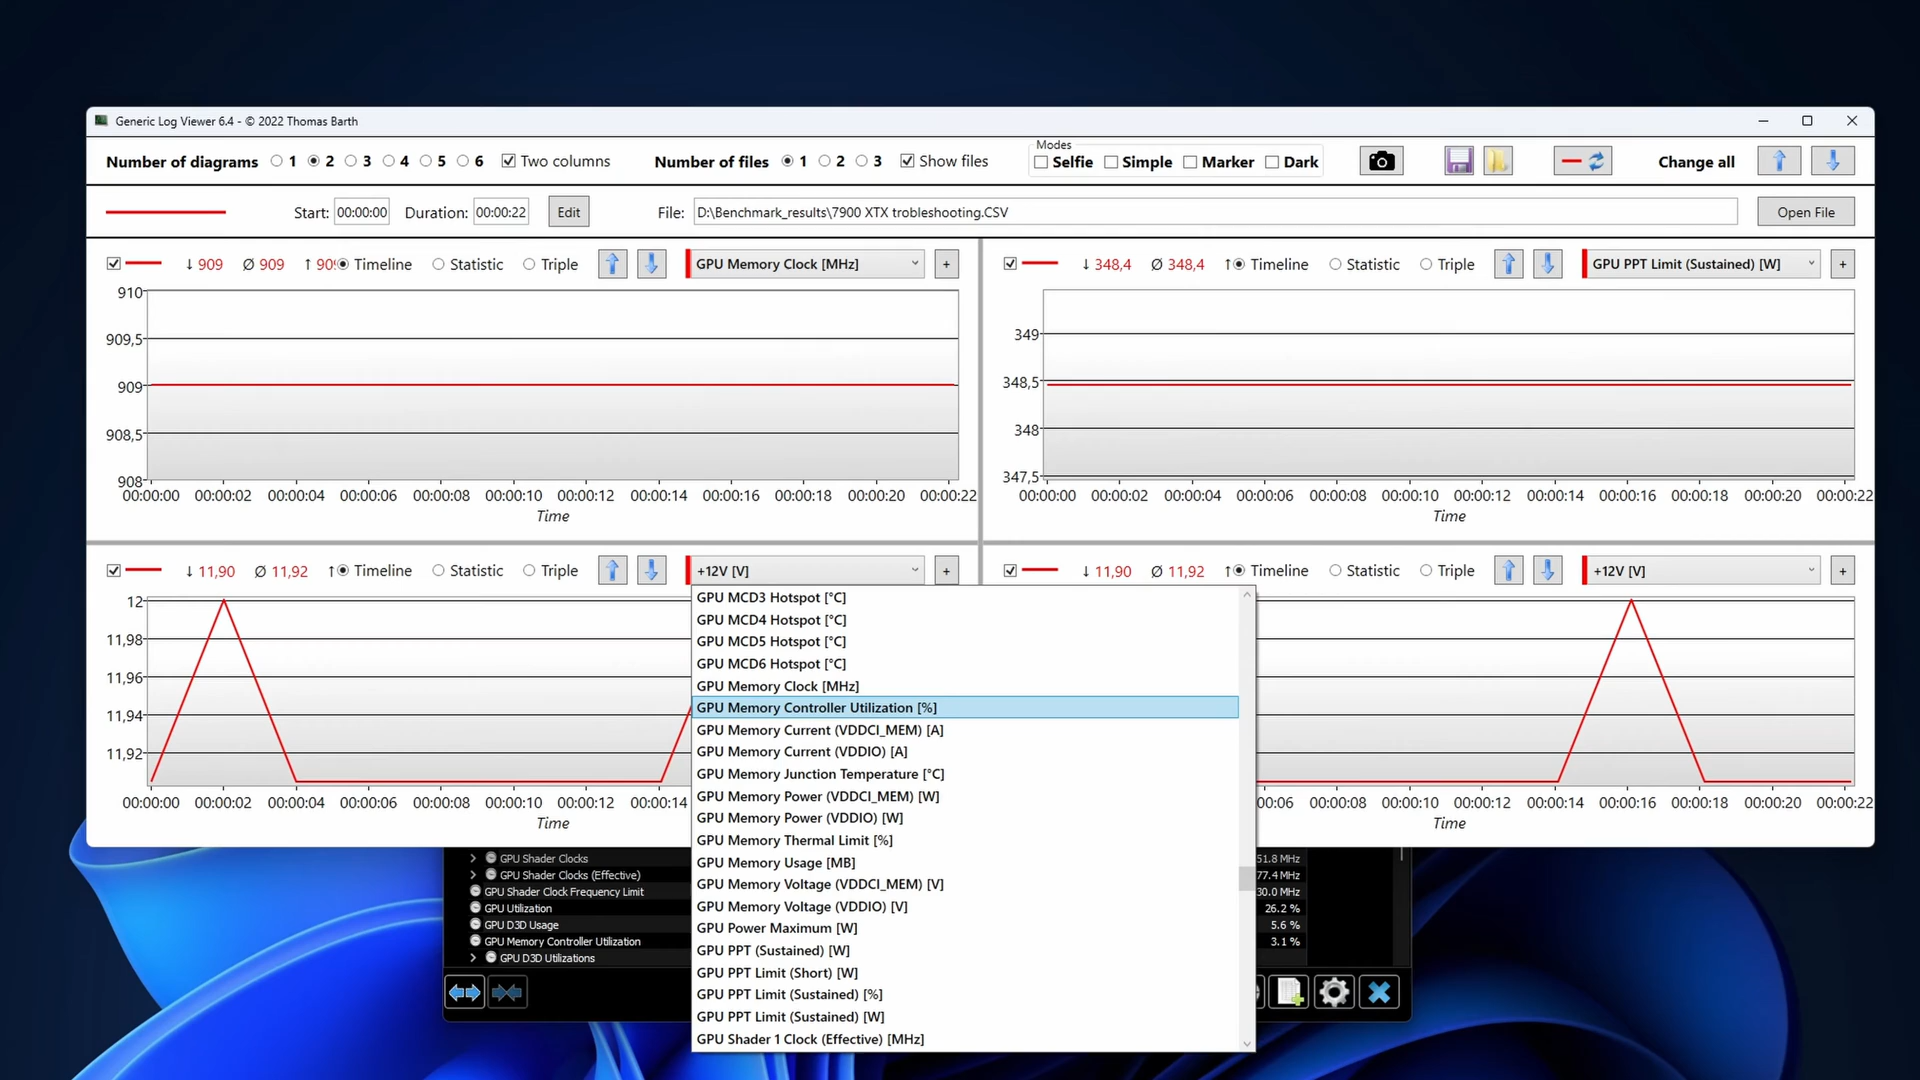 Generic Log Viewer 6.4 - © 2022 Thomas Barth
Number of diagrams 1 2 3 4 5 6 Two columns Number of files 1 2 3 Show files Modes Selfie Simple Marker Dark Change all
Start: 00:00:00 Duration: 00:00:22 Edit File: D:\Benchmark_results\7900 XTX trobleshooting.CSV Open File
↓ 909 Ø 909 ↑ 909 Timeline Statistic Triple GPU Memory Clock [MHz] +
910
909,5
909
908,5
908
00:00:00 00:00:02 00:00:04 00:00:06 00:00:08 00:00:10 00:00:12 00:00:14 00:00:16 00:00:18 00:00:20 00:00:22
Time
↓ 348,4 Ø 348,4 ↑ Timeline Statistic Triple GPU PPT Limit (Sustained) [W] +
349
348,5
348
347,5
00:00:00 00:00:02 00:00:04 00:00:06 00:00:08 00:00:10 00:00:12 00:00:14 00:00:16 00:00:18 00:00:20 00:00:22
Time
↓ 11,90 Ø 11,92 ↑ Timeline Statistic Triple +12V [V] +
12
11,98
11,96
11,94
11,92
00:00:00 00:00:02 00:00:04 00:00:06 00:00:08 00:00:10 00:00:12 00:00:14
Time
GPU MCD3 Hotspot [°C]
GPU MCD4 Hotspot [°C]
GPU MCD5 Hotspot [°C]
GPU MCD6 Hotspot [°C]
GPU Memory Clock [MHz]
GPU Memory Controller Utilization [%]
GPU Memory Current (VDDCI_MEM) [A]
GPU Memory Current (VDDIO) [A]
GPU Memory Junction Temperature [°C]
GPU Memory Power (VDDCI_MEM) [W]
GPU Memory Power (VDDIO) [W]
GPU Memory Thermal Limit [%]
GPU Memory Usage [MB]
GPU Memory Voltage (VDDCI_MEM) [V]
GPU Memory Voltage (VDDIO) [V]
GPU Power Maximum [W]
GPU PPT (Sustained) [W]
GPU PPT Limit (Short) [W]
GPU PPT Limit (Sustained) [%]
GPU PPT Limit (Sustained) [W]
GPU Shader 1 Clock (Effective) [MHz]
↓ 11,90 Ø 11,92 ↑ Timeline Statistic Triple +12V [V] +
00:06 00:00:08 00:00:10 00:00:12 00:00:14 00:00:16 00:00:18 00:00:20 00:00:22
Time
GPU Shader Clocks 51.8 MHz
GPU Shader Clocks (Effective) 77.4 MHz
GPU Shader Clock Frequency Limit 30.0 MHz
GPU Utilization 26.2 %
GPU D3D Usage 5.6 %
GPU Memory Controller Utilization 3.1 %
GPU D3D Utilizations